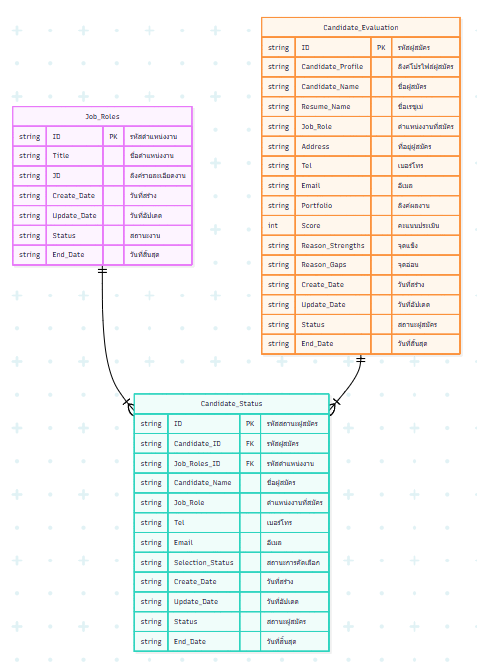 Candidate_Evaluation
string ID PK รหัสผู้สมัคร
string Candidate_Profile ลิงค์โปรไฟล์ผู้สมัคร
string Candidate_Name ชื่อผู้สมัคร
string Resume_Name ชื่อเรซูเม่
string Job_Role ตำแหน่งงานที่สมัคร
string Address ที่อยู่ผู้สมัคร
string Tel เบอร์โทร
string Email อีเมล
string Portfolio ลิงค์ผลงาน
int Score คะแนนประเมิน
string Reason_Strengths จุดแข็ง
string Reason_Gaps จุดอ่อน
string Create_Date วันที่สร้าง
string Update_Date วันที่อัปเดต
string Status สถานะผู้สมัคร
string End_Date วันที่สิ้นสุด
Job_Roles
string ID PK รหัสตำแหน่งงาน
string Title ชื่อตำแหน่งงาน
string JD ลิงค์รายละเอียดงาน
string Create_Date วันที่สร้าง
string Update_Date วันที่อัปเดต
string Status สถานะงาน
string End_Date วันที่สิ้นสุด
Candidate_Status
string ID PK รหัสสถานะผู้สมัคร
string Candidate_ID FK รหัสผู้สมัคร
string Job_Roles_ID FK รหัสตำแหน่งงาน
string Candidate_Name ชื่อผู้สมัคร
string Job_Role ตำแหน่งงานที่สมัคร
string Tel เบอร์โทร
string Email อีเมล
string Selection_Status สถานะการคัดเลือก
string Create_Date วันที่สร้าง
string Update_Date วันที่อัปเดต
string Status สถานะผู้สมัคร
string End_Date วันที่สิ้นสุด